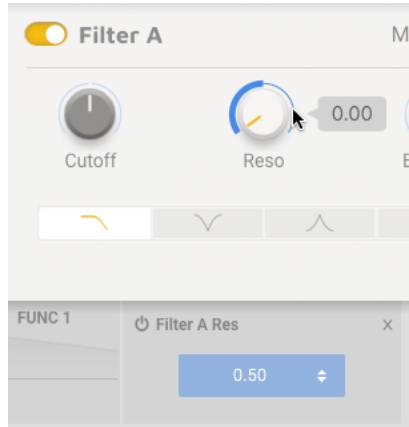 Filter A
M
0.00
Cutoff
Reso
E
FUNC 1
Filter A Res
x
0.50